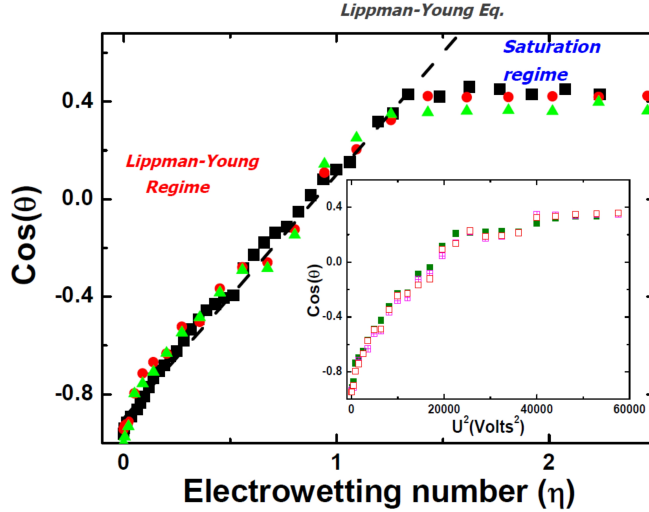 Lippman-Young Eq.
Saturation
regime
Lippman-Young
Regime
Cos(θ)
0.4
0.0
-0.4
-0.8
0
1
2
Electrowetting number (η)
Cos(θ)
0.4
0.0
-0.4
-0.8
0
20000
40000
60000
U²(Volts²)